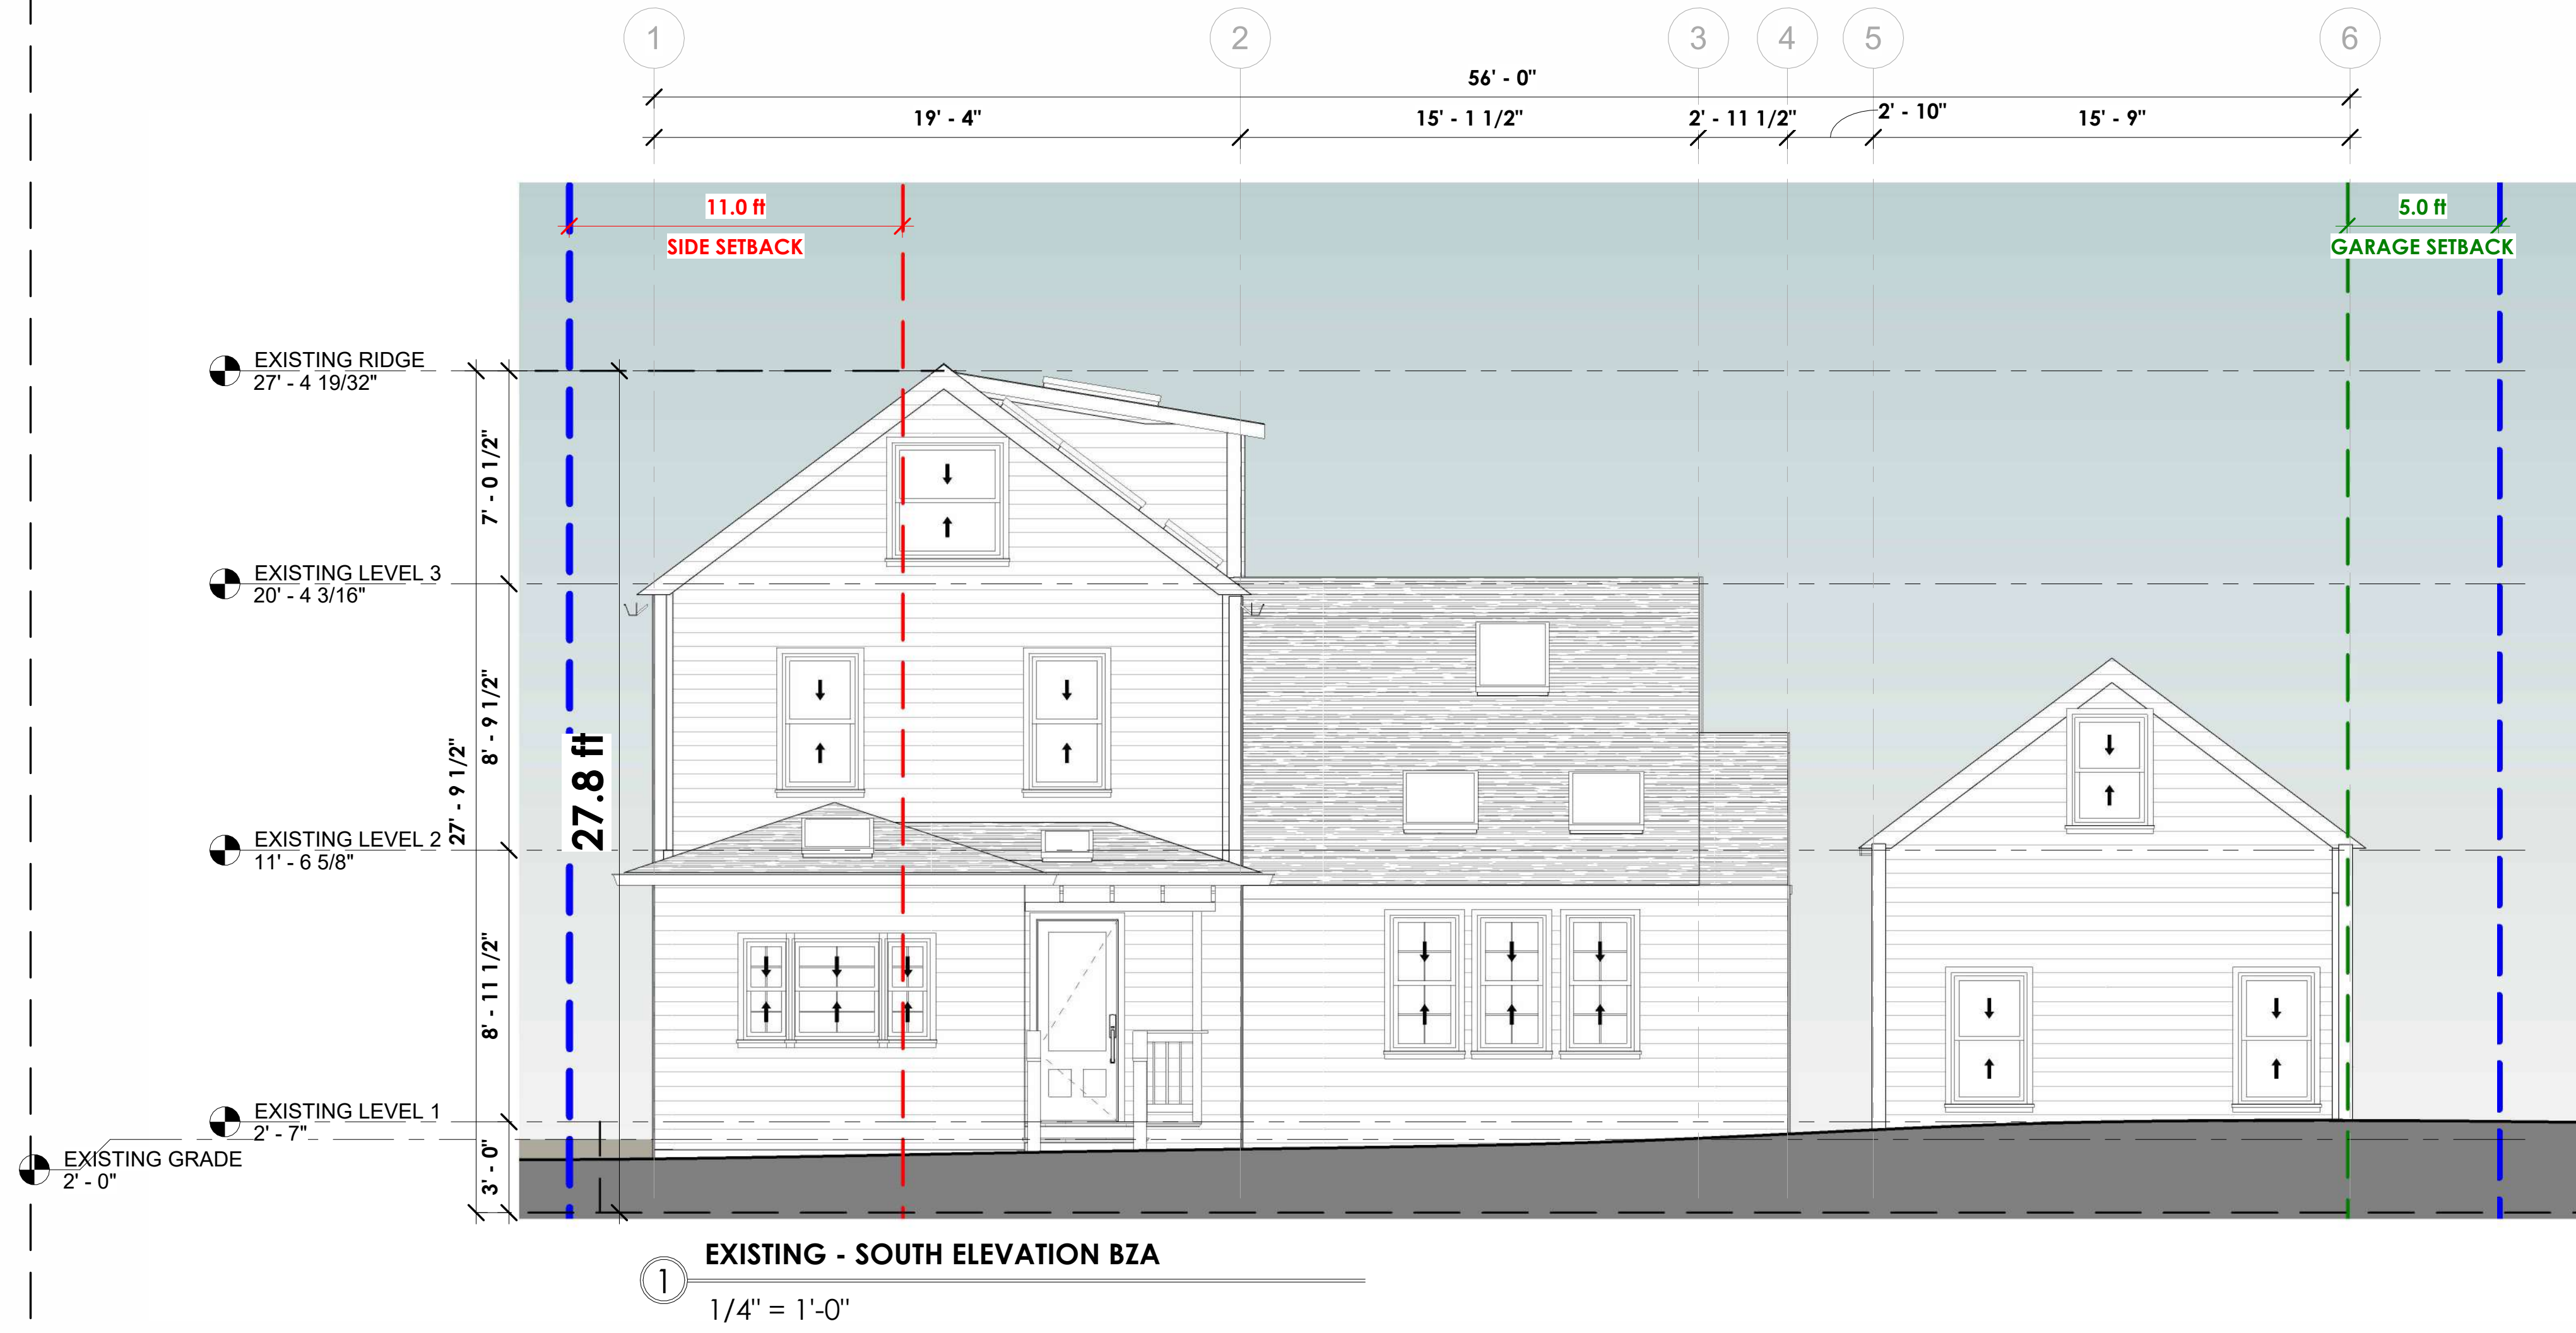 1 2 3 4 5 6
56' - 0"
19' - 4" 15' - 1 1/2" 2' - 11 1/2" 2' - 10" 15' - 9"
11.0 ft
SIDE SETBACK
5.0 ft
GARAGE SETBACK
EXISTING RIDGE
27' - 4 19/32"
7' - 0 1/2"
EXISTING LEVEL 3
20' - 4 3/16"
8' - 9 1/2"
27' - 9 1/2"
27.8 ft
EXISTING LEVEL 2
11' - 6 5/8"
8' - 11 1/2"
EXISTING LEVEL 1
2' - 7"
EXISTING GRADE
2' - 0"
3' - 0"
1
EXISTING - SOUTH ELEVATION BZA
1/4" = 1'-0"